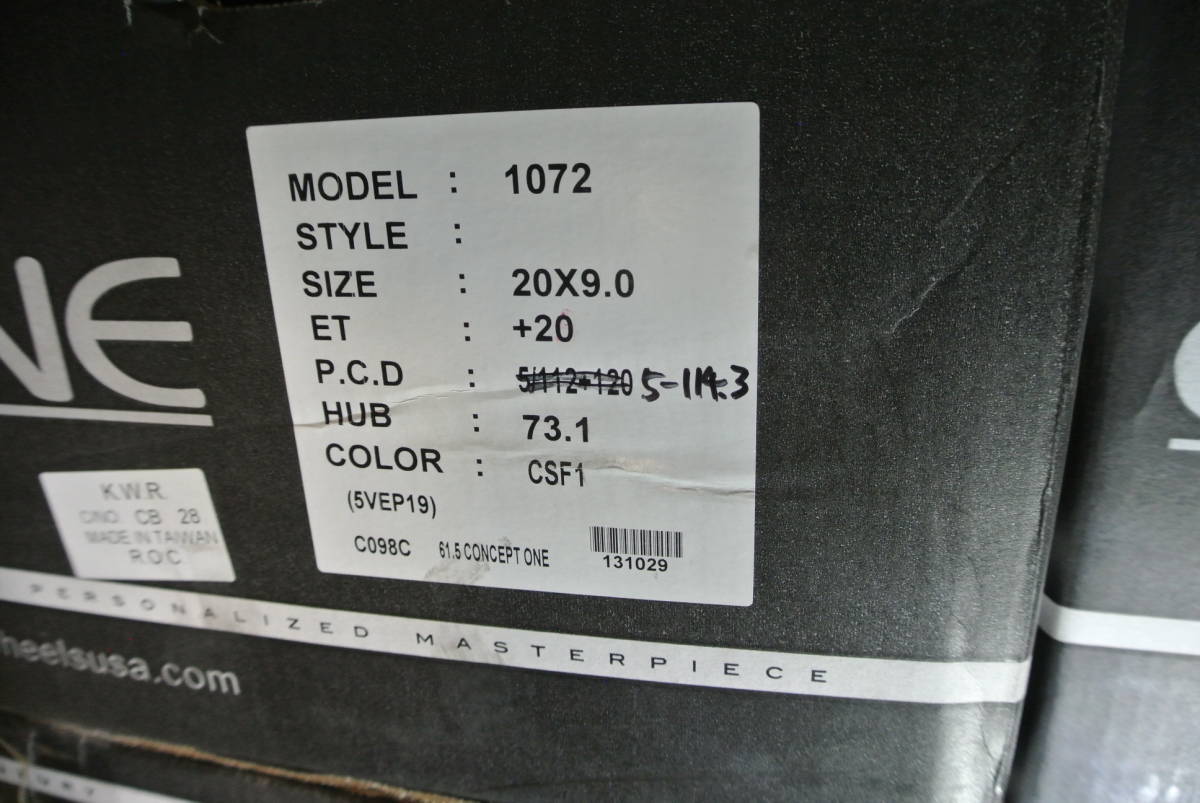 MODEL : 1072
STYLE :
SIZE : 20X9.0
ET : +20
P.C.D : 5/112+120 5-114.3
HUB : 73.1
COLOR : CSF1
(5VEP19)
C098C 61.5 CONCEPT ONE
131029
NE
K.W.R.
C/NO. CB 28
MADE IN TAIWAN
R.O.C
PERSONALIZED MASTERPIECE
heelsusa.com